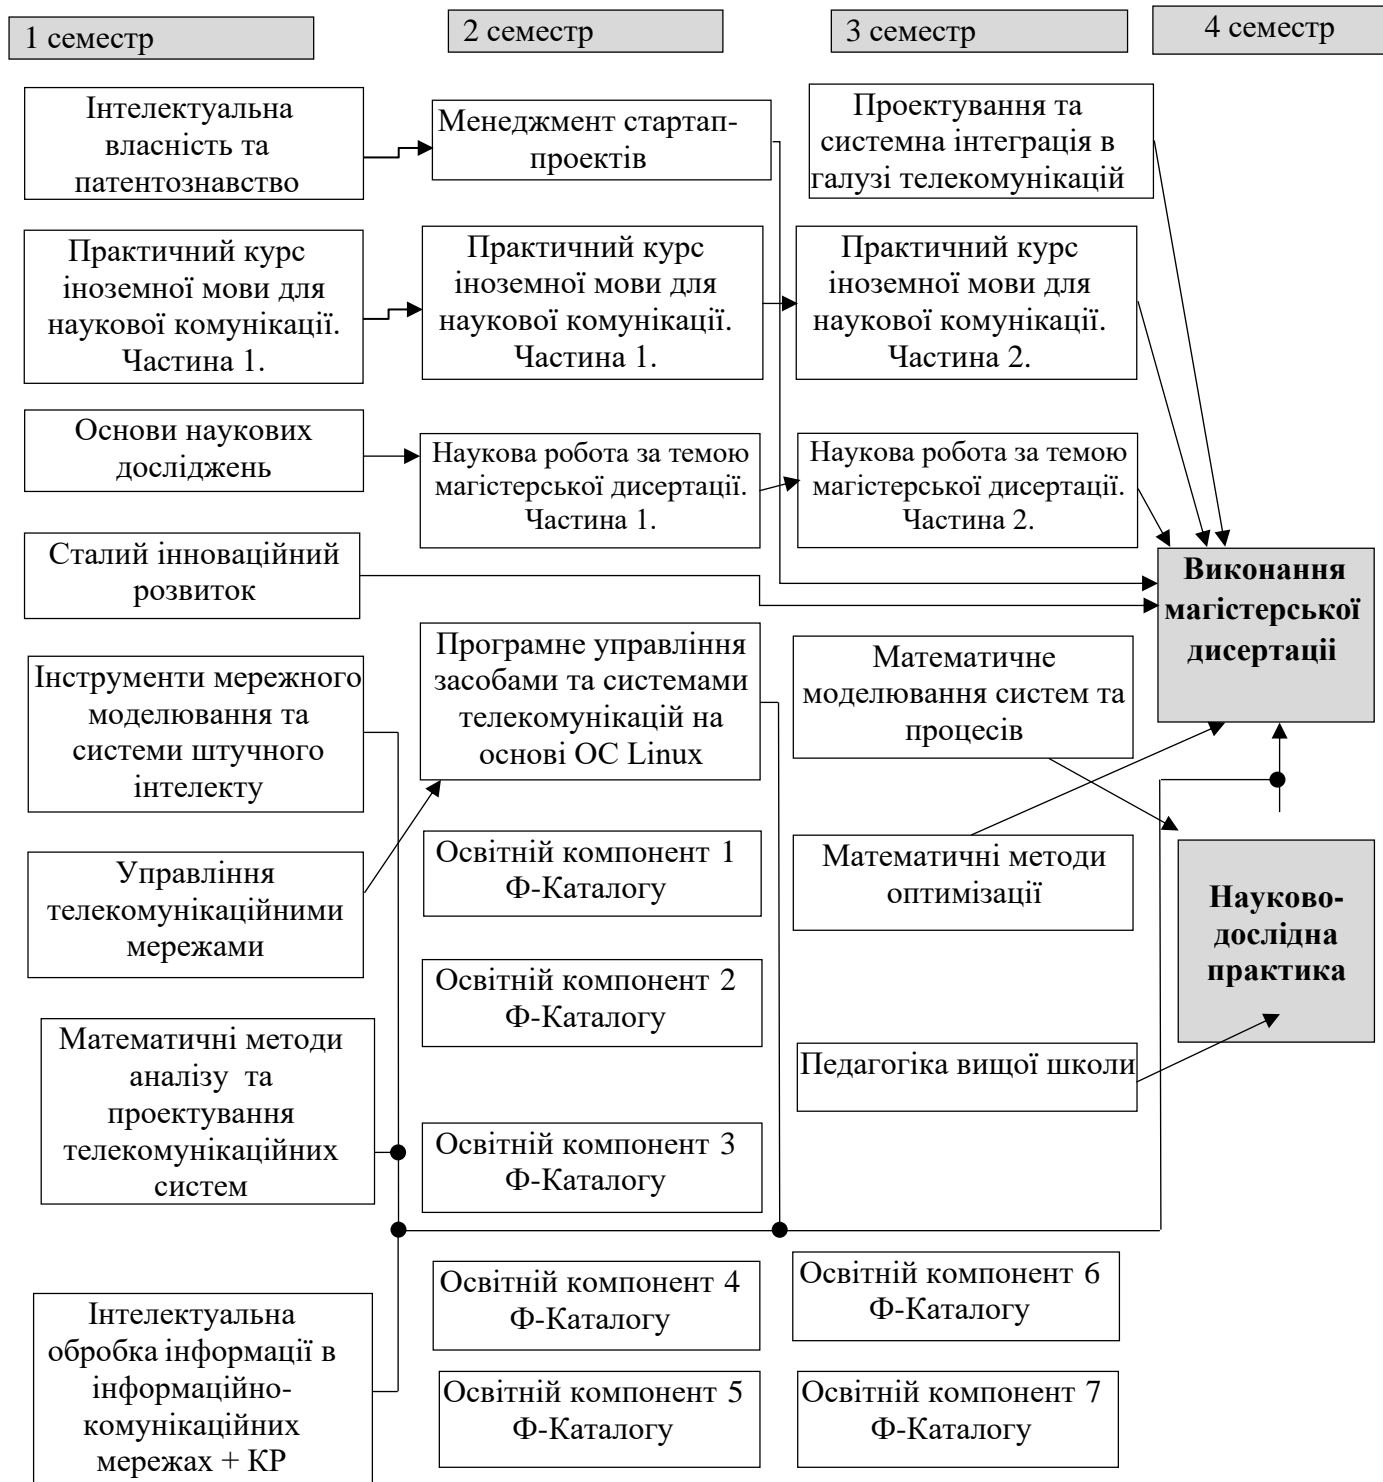 1 семестр
2 семестр
3 семестр
4 семестр
Інтелектуальна
власність та
патентознавство
Менеджмент стартап-
проектів
Проектування та
системна інтеграція в
галузі телекомунікацій
Практичний курс
іноземної мови для
наукової комунікації.
Частина 1.
Практичний курс
іноземної мови для
наукової комунікації.
Частина 1.
Практичний курс
іноземної мови для
наукової комунікації.
Частина 2.
Основи наукових
досліджень
Наукова робота за темою
магістерської дисертації.
Частина 1.
Наукова робота за темою
магістерської дисертації.
Частина 2.
Сталий інноваційний
розвиток
Виконання
магістерської
дисертаціі
Інструменти мережного
моделювання та
системи штучного
інтелекту
Програмне управління
засобами та системами
телекомунікацій на
основі ОС Linux
Математичне
моделювання систем та
процесів
Управління
телекомунікаційними
мережами
Освітній компонент 1
Ф-Каталогу
Математичні методи
оптимізації
Науково-
дослідна
практика
Освітній компонент 2
Ф-Каталогу
Математичні методи
аналізу та
проектування
телекомунікаційних
систем
Педагогіка вищої школи
Освітній компонент 3
Ф-Каталогу
Освітній компонент 4
Ф-Каталогу
Освітній компонент 6
Ф-Каталогу
Інтелектуальна
обробка інформації в
інформаційно-
комунікаційних
мережах + КР
Освітній компонент 5
Ф-Каталогу
Освітній компонент 7
Ф-Каталогу